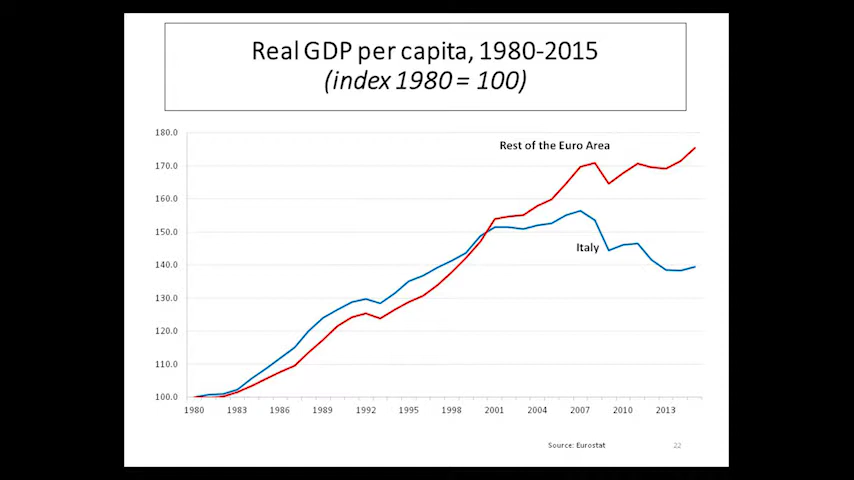 Real GDP per capita, 1980-2015
(index 1980 = 100)
180.0
170.0
160.0
150.0
140.0
130.0
120.0
110.0
100.0
Rest of the Euro Area
Italy
1980 1983 1986 1989 1992 1995 1998 2001 2004 2007 2010 2013
Source: Eurostat
22